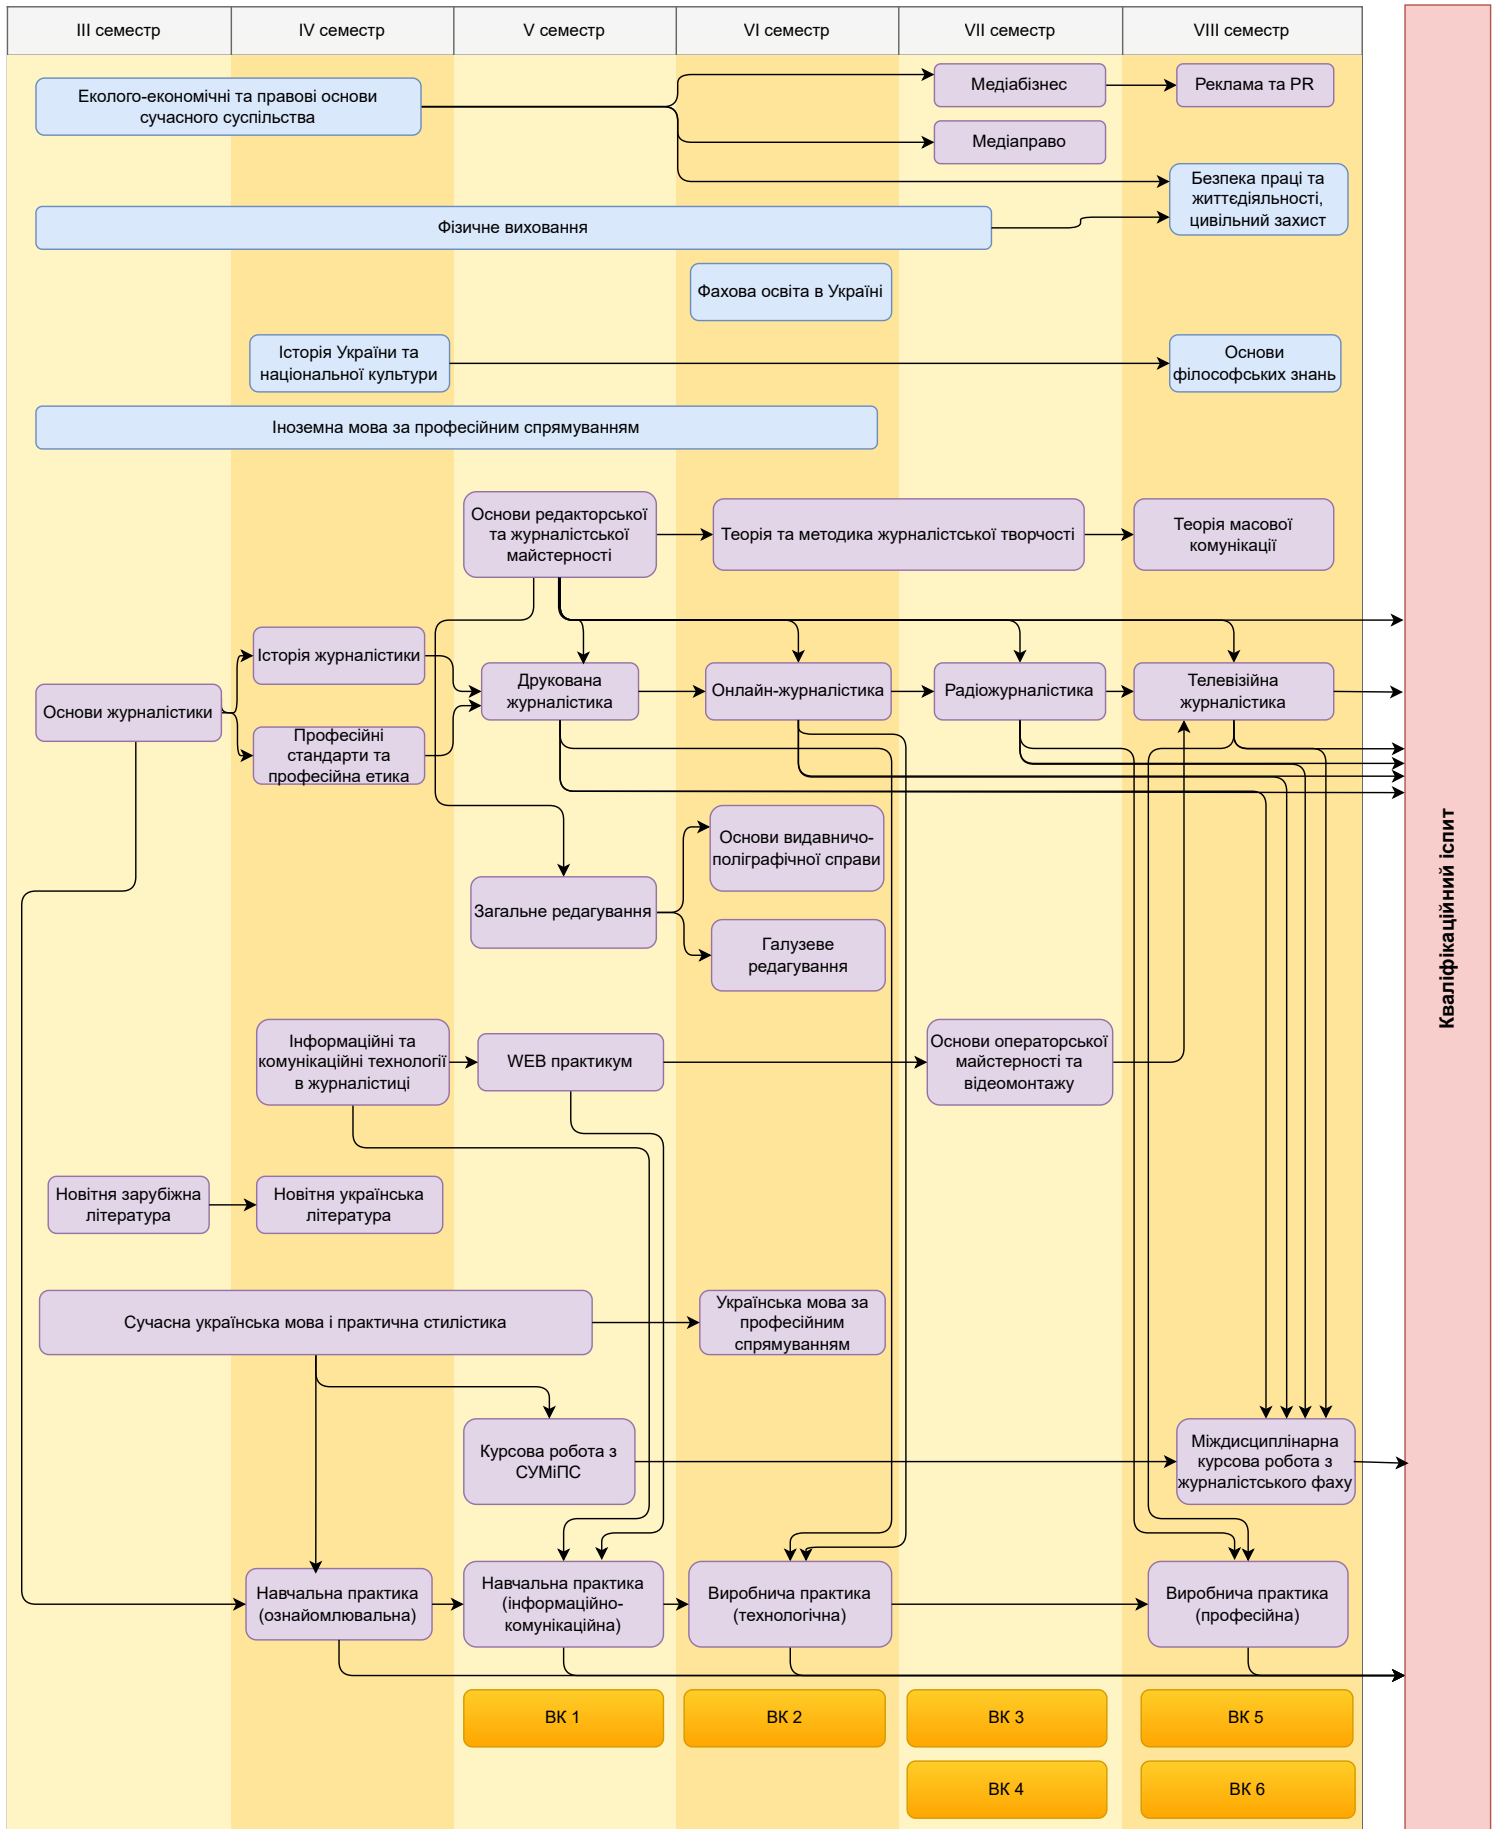 III семестр
IV семестр
V семестр
VI семестр
VII семестр
VIII семестр
Еколого-економічні та правові основи
сучасного суспільства
Медіабізнес
Реклама та PR
Медіаправо
Безпека праці та
життєдіяльності,
цивільний захист
Фізичне виховання
Фахова освіта в Україні
Історія України та
національної культури
Основи
філософських знань
Іноземна мова за професійним спрямуванням
Основи редакторської
та журналістської
майстерності
Теорія та методика журналістської творчості
Теорія масової
комунікації
Основи журналістики
Історія журналістики
Професійні
стандарти та
професійна етика
Друкована
журналістика
Онлайн-журналістика
Радіожурналістика
Телевізійна
журналістика
Загальне редагування
Основи видавничо-
поліграфічної справи
Галузеве
редагування
Кваліфікаційний іспит
Інформаційні та
комунікаційні технології
в журналістиці
WEB практикум
Основи операторської
майстерності та
відеомонтажу
Новітня зарубіжна
література
Новітня українська
література
Сучасна українська мова і практична стилістика
Українська мова за
професійним
спрямуванням
Курсова робота з
СУМіПС
Міждисциплінарна
курсова робота з
журналістського фаху
Навчальна практика
(ознайомлювальна)
Навчальна практика
(інформаційно-
комунікаційна)
Виробнича практика
(технологічна)
Виробнича практика
(професійна)
ВК 1
ВК 2
ВК 3
ВК 5
ВК 4
ВК 6